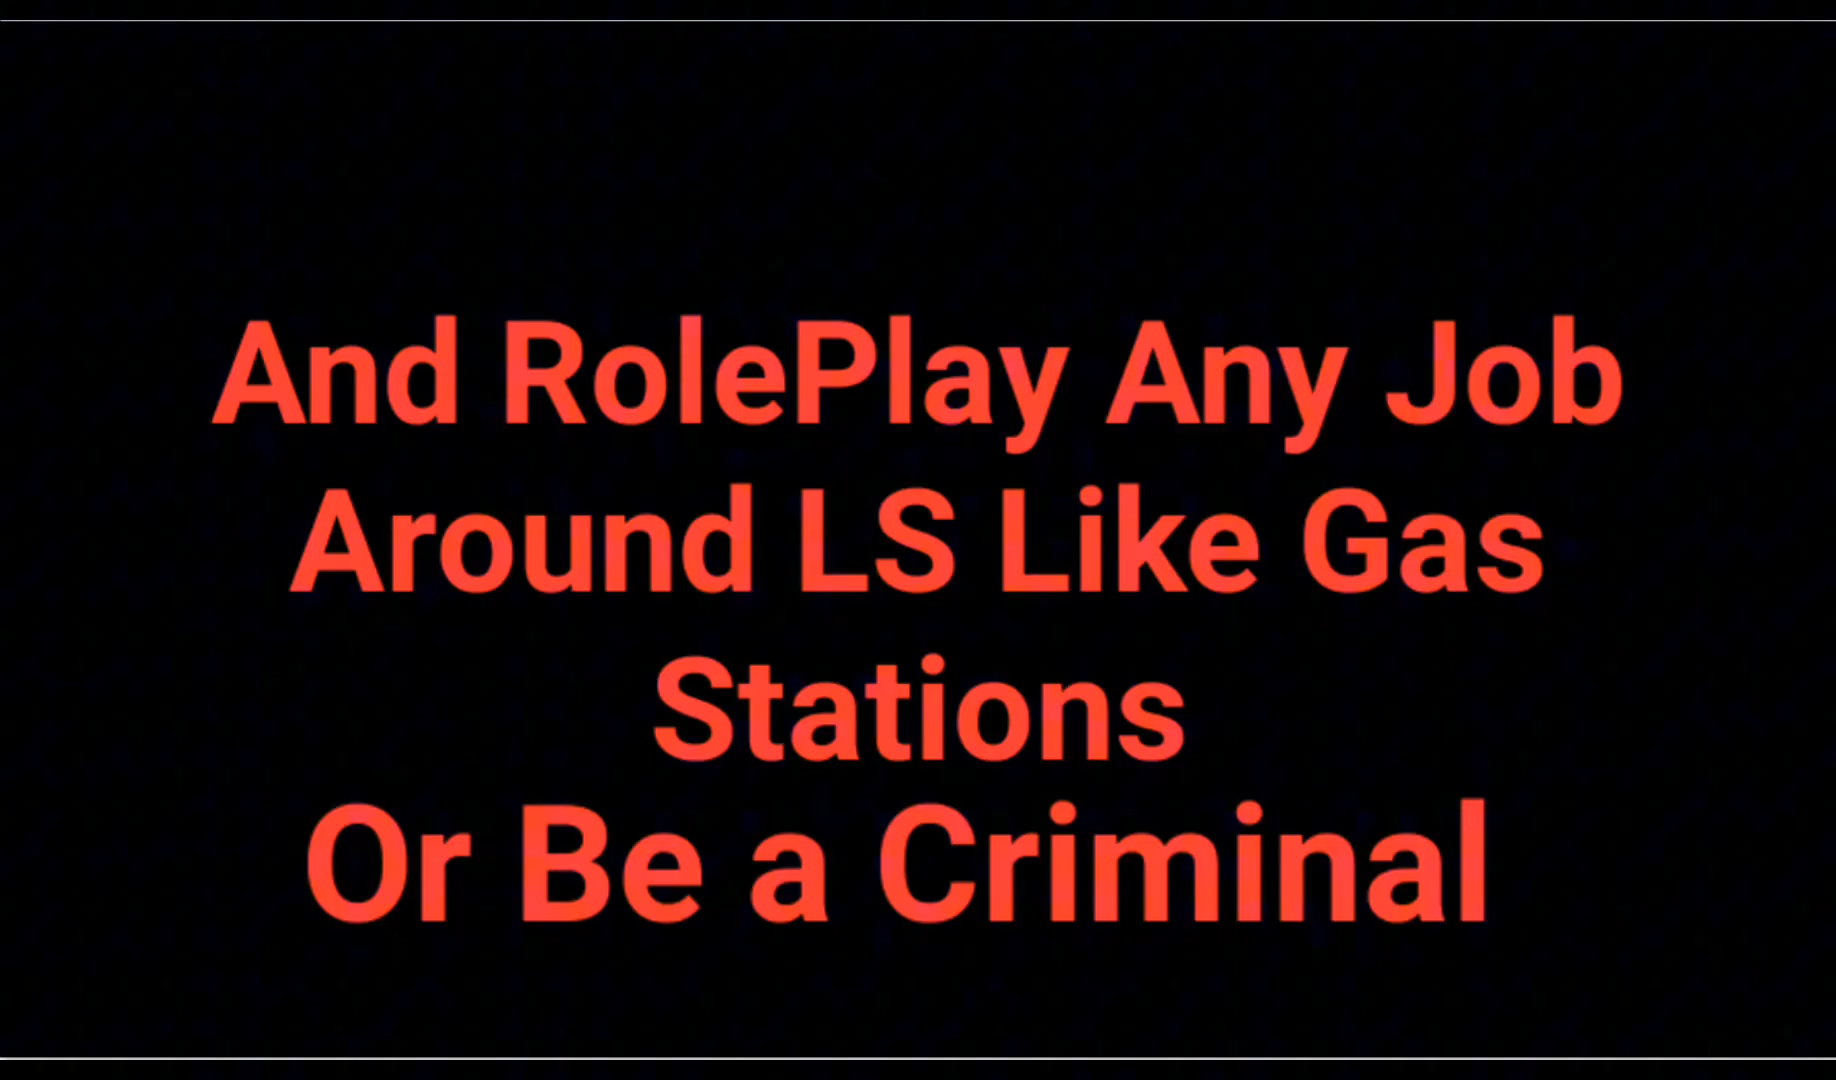 And RolePlay Any Job
Around LS Like Gas
Stations
Or Be a Criminal